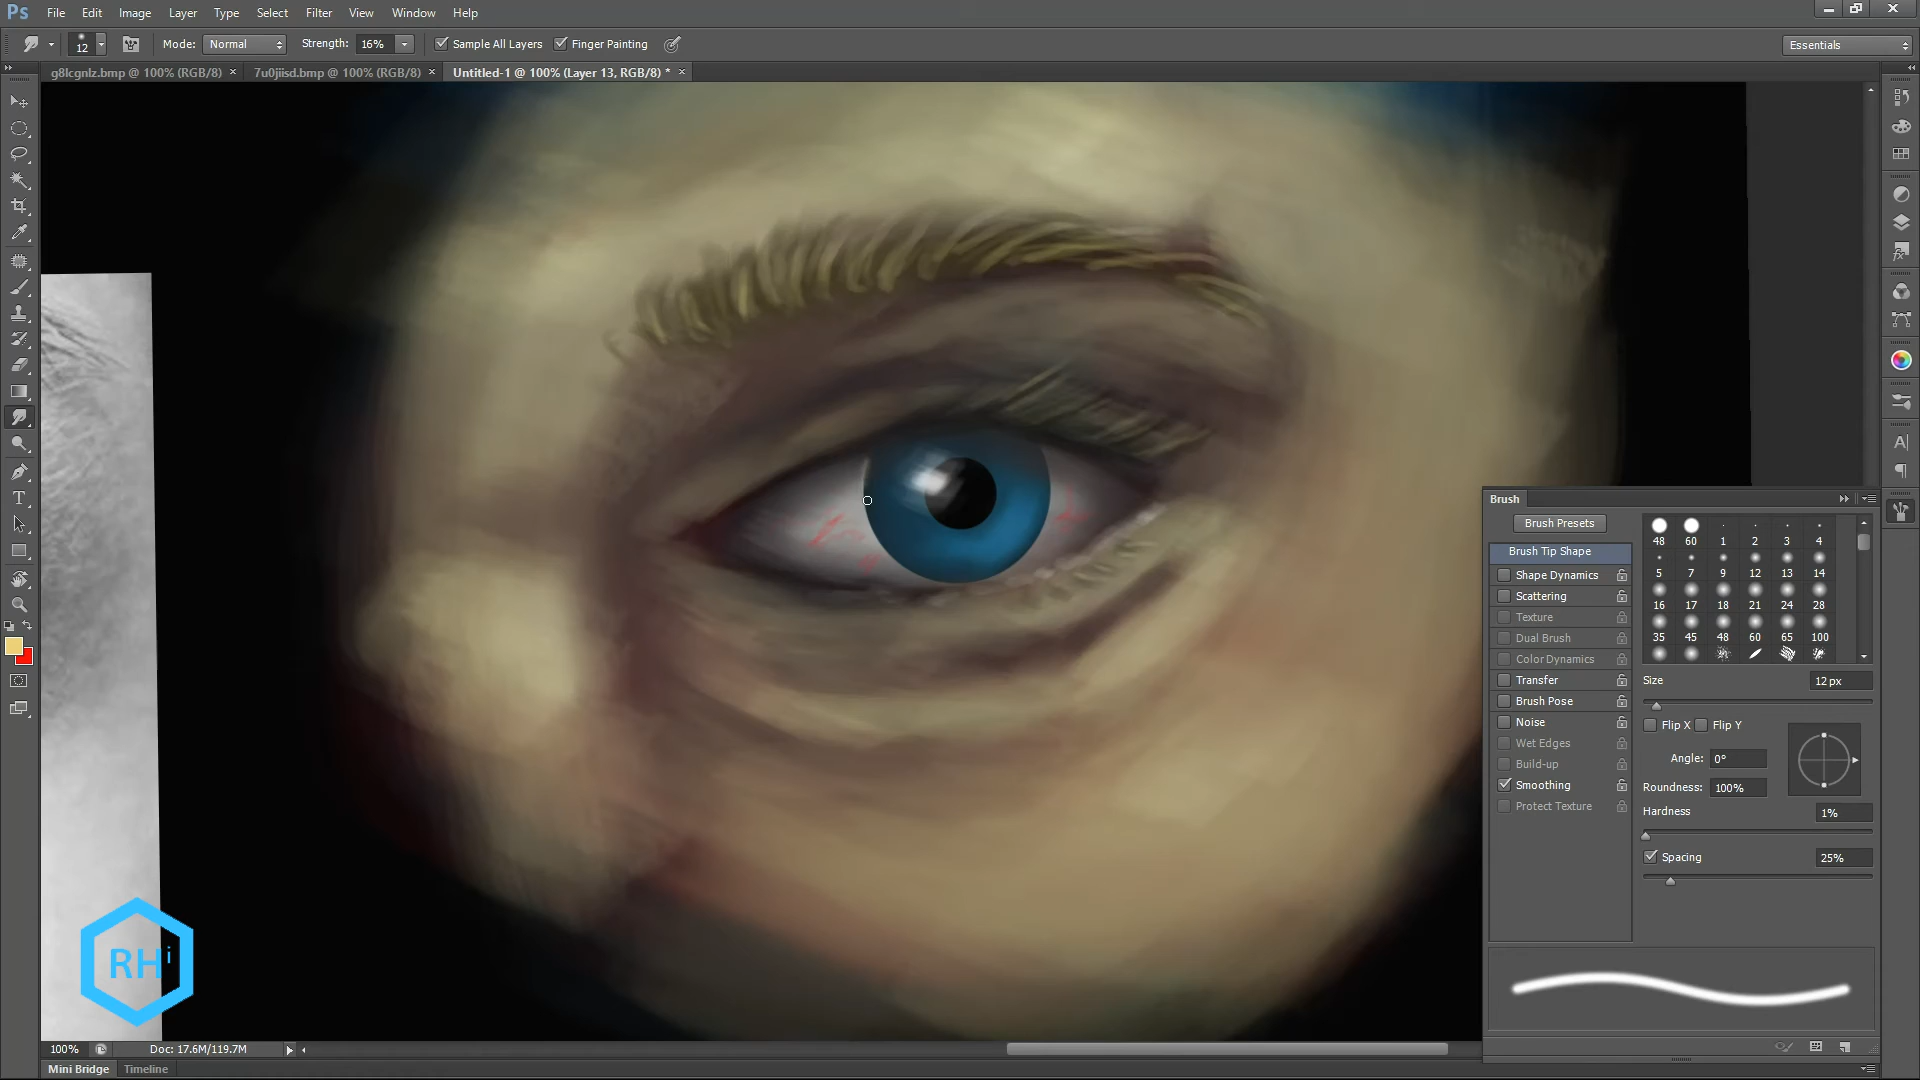 Ps File Edit Image Layer Type Select Filter View Window Help
12 Mode: Normal Strength: 16% Sample All Layers Finger Painting Essentials
g8lcgnlz.bmp @ 100% (RGB/8) × 7u0jiisd.bmp @ 100% (RGB/8) × Untitled-1 @ 100% (Layer 13, RGB/8) * ×
Brush
Brush Presets
Brush Tip Shape
Shape Dynamics
Scattering
Texture
Dual Brush
Color Dynamics
Transfer
Brush Pose
Noise
Wet Edges
Build-up
Smoothing
Protect Texture
48 60 1 2 3 4
5 7 9 12 13 14
16 17 18 21 24 28
35 45 48 60 65 100
Size 12 px
Flip X Flip Y
Angle: 0°
Roundness: 100%
Hardness 1%
Spacing 25%
RHi
100% Doc: 17.6M/119.7M
Mini Bridge Timeline